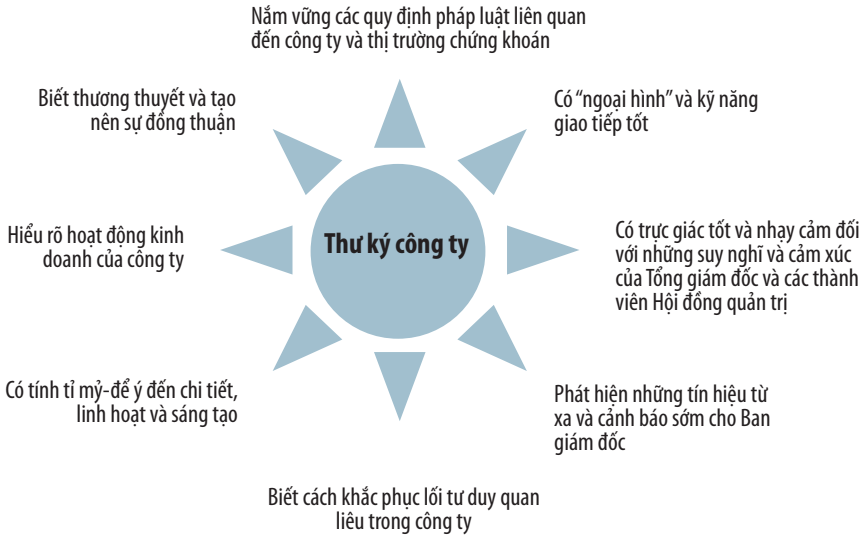 Nắm vững các quy định pháp luật liên quan
đến công ty và thị trường chứng khoán
Biết thương thuyết và tạo
nên sự đồng thuận
Có “ngoại hình” và kỹ năng
giao tiếp tốt
Hiểu rõ hoạt động kinh
doanh của công ty
Thư ký công ty
Có trực giác tốt và nhạy cảm đối
với những suy nghĩ và cảm xúc
của Tổng giám đốc và các thành
viên Hội đồng quản trị
Có tính tỉ mỷ-để ý đến chi tiết,
linh hoạt và sáng tạo
Phát hiện những tín hiệu từ
xa và cảnh báo sớm cho Ban
giám đốc
Biết cách khắc phục lối tư duy quan
liêu trong công ty